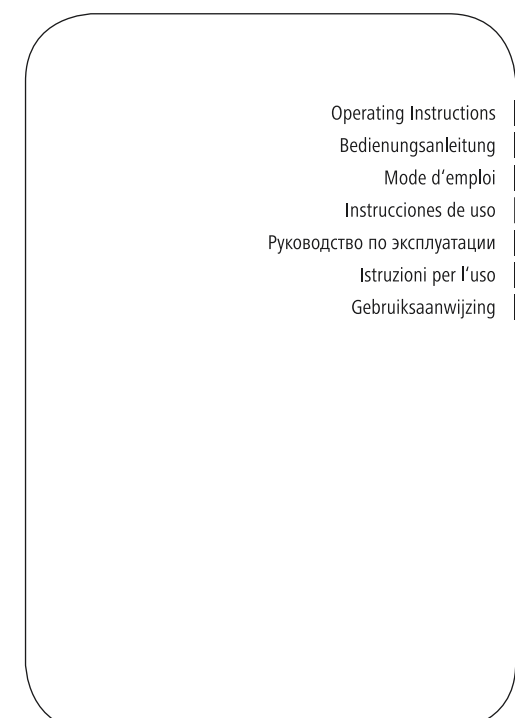 Operating Instructions
Bedienungsanleitung
Mode d‘emploi
Instrucciones de uso
Руководство по эксплуатации
Istruzioni per l‘uso
Gebruiksaanwijzing